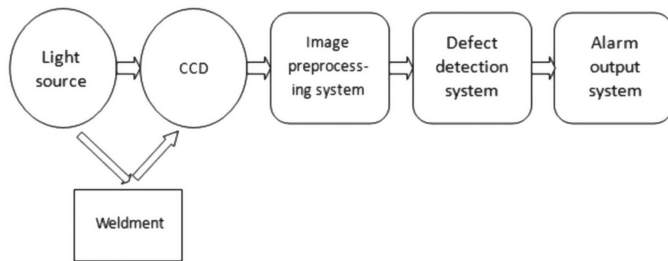 Light
source
CCD
Image
preprocess-
ing system
Defect
detection
system
Alarm
output
system
Weldment